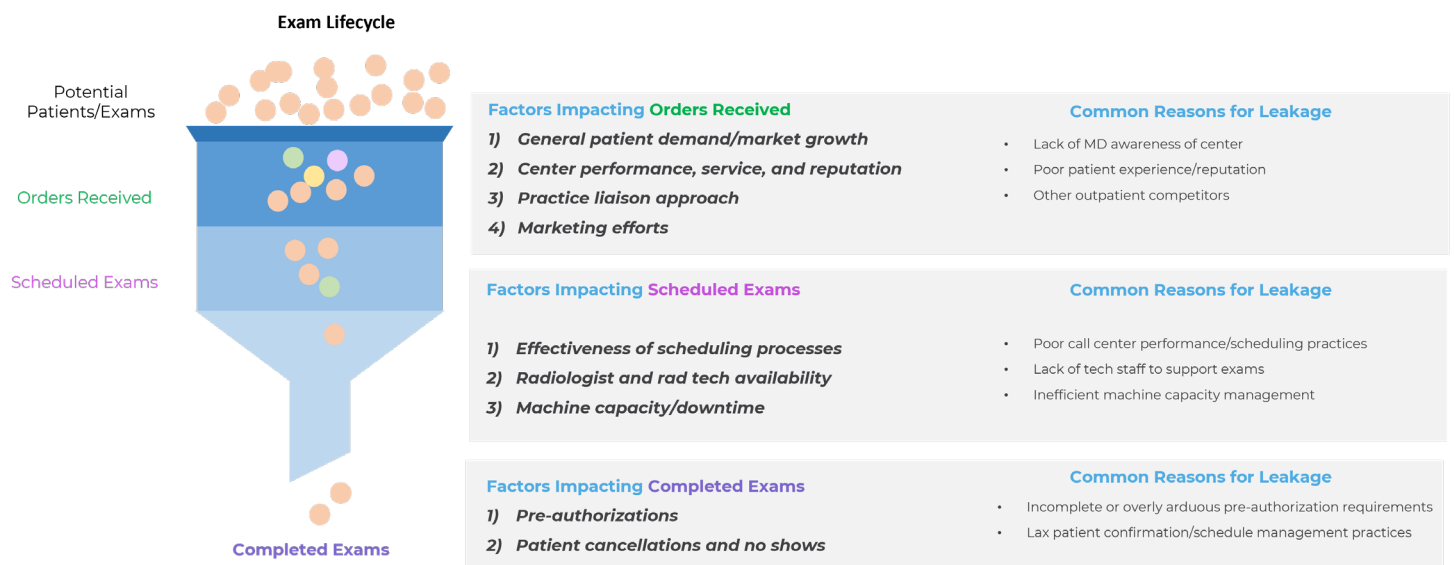 Exam Lifecycle
Potential
Patients/Exams
Orders Received
Scheduled Exams
Completed Exams
Factors Impacting Orders Received
1) General patient demand/market growth
2) Center performance, service, and reputation
3) Practice liaison approach
4) Marketing efforts
Common Reasons for Leakage
• Lack of MD awareness of center
• Poor patient experience/reputation
• Other outpatient competitors
Factors Impacting Scheduled Exams
1) Effectiveness of scheduling processes
2) Radiologist and rad tech availability
3) Machine capacity/downtime
Common Reasons for Leakage
• Poor call center performance/scheduling practices
• Lack of tech staff to support exams
• Inefficient machine capacity management
Factors Impacting Completed Exams
1) Pre-authorizations
2) Patient cancellations and no shows
Common Reasons for Leakage
• Incomplete or overly arduous pre-authorization requirements
• Lax patient confirmation/schedule management practices